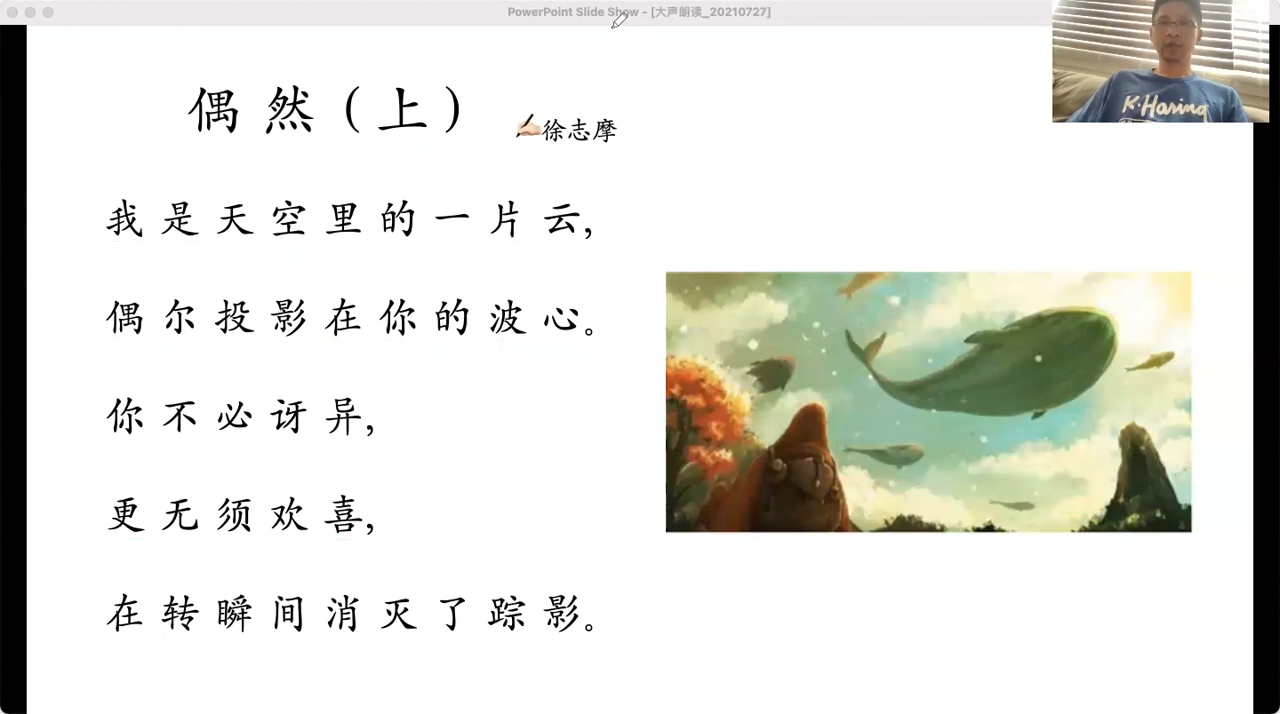 PowerPoint Slide Show - [大声朗读_20210727]
偶然（上）
徐志摩
我是天空里的一片云，
偶尔投影在你的波心。
你不必讶异，
更无须欢喜，
在转瞬间消灭了踪影。
K·Haring